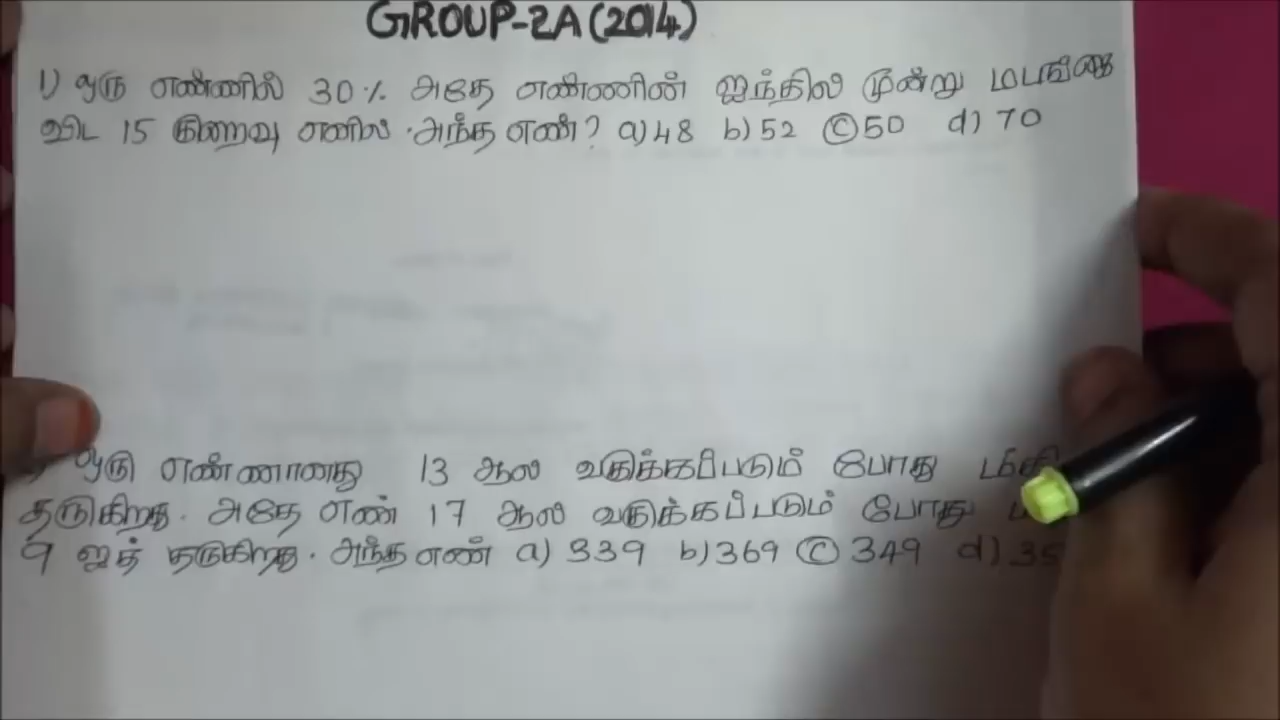 GROUP-2A (2014)
1) ஒரு எண்ணில் 30% அதே எண்ணின் ஐந்தில் மூன்று மடங்கை
விட 15 குறைவு எனில் அந்த எண்? a) 48 b) 52 c) 50 d) 70
ஒரு எண்ணானது 13 ஆல் வகுக்கப்படும் போது
தருகிறது. அதே எண் 17 ஆல் வகுக்கப்படும் போது
9 ஐத் தருகிறது. அந்த எண் a) 339 b) 369 c) 349 d) 35